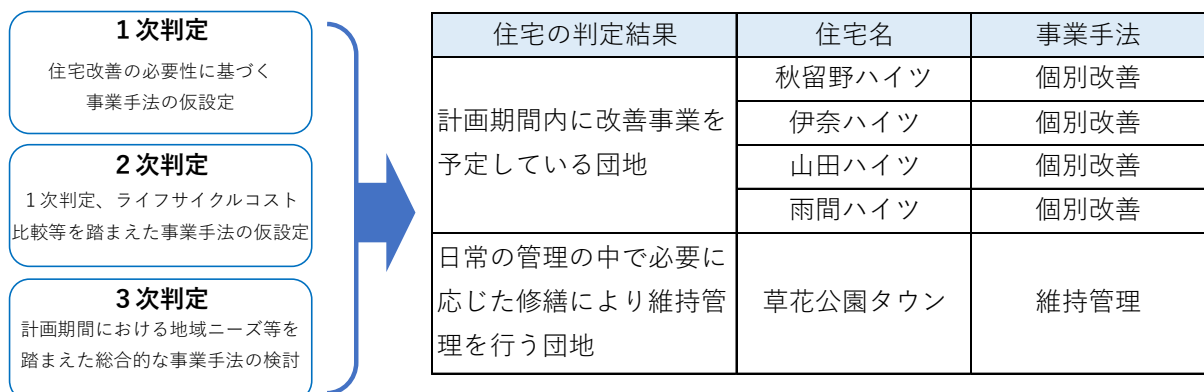 １次判定
住宅改善の必要性に基づく
事業手法の仮設定
２次判定
１次判定、ライフサイクルコスト
比較等を踏まえた事業手法の仮設定
３次判定
計画期間における地域ニーズ等を
踏まえた総合的な事業手法の検討
住宅の判定結果 住宅名 事業手法
計画期間内に改善事業を
予定している団地
秋留野ハイツ 個別改善
伊奈ハイツ 個別改善
山田ハイツ 個別改善
雨間ハイツ 個別改善
日常の管理の中で必要に
応じた修繕により維持管
理を行う団地
草花公園タウン 維持管理